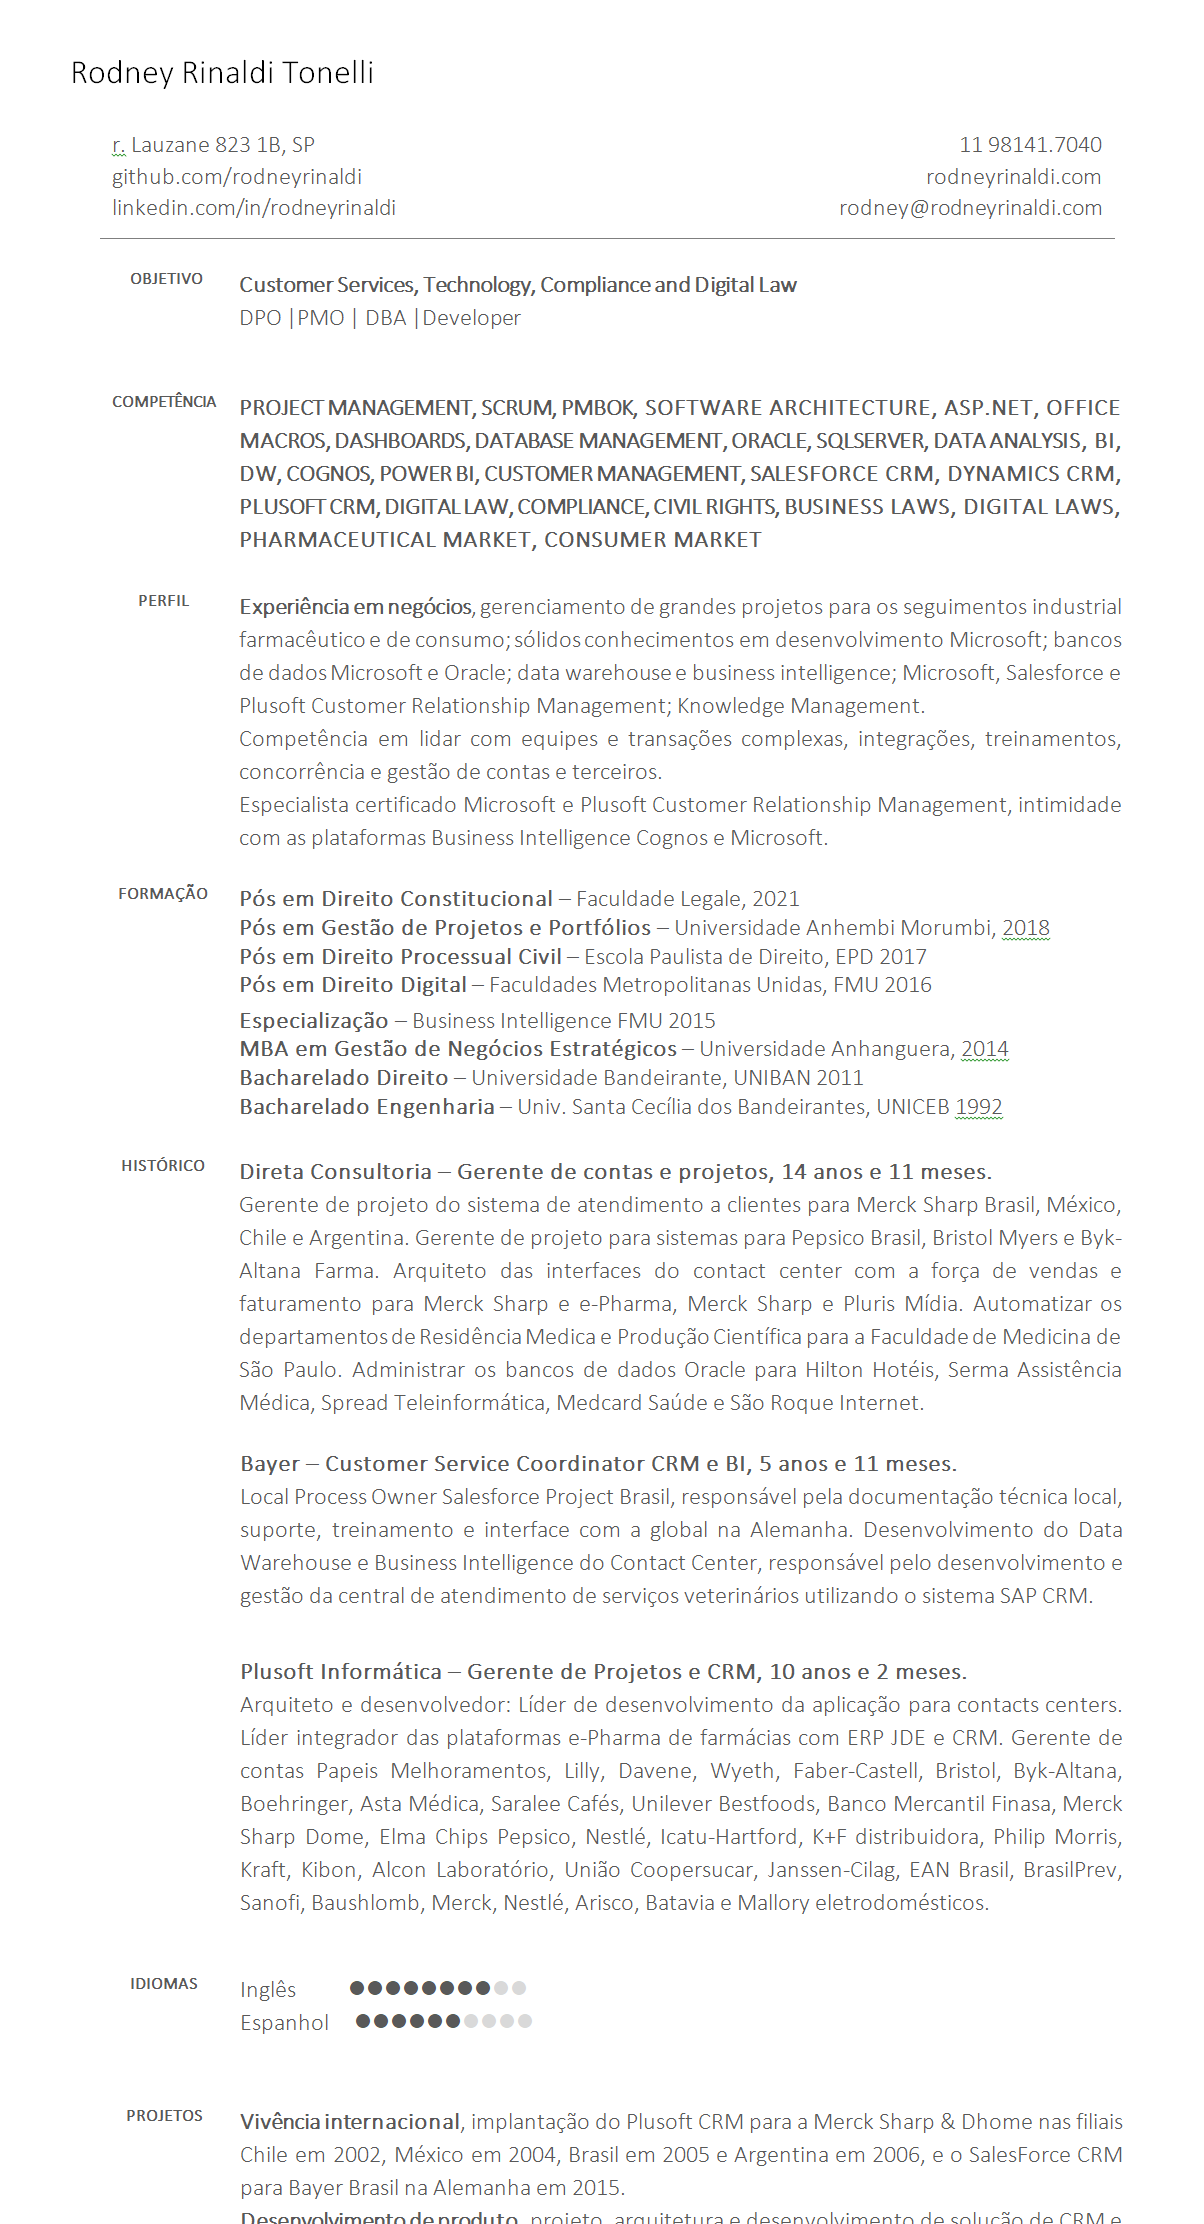 Rodney Rinaldi Tonelli
r. Lauzane 823 1B, SP
11 98141.7040
github.com/rodneyrinaldi
rodneyrinaldi.com
linkedin.com/in/rodneyrinaldi
rodney@rodneyrinaldi.com
OBJETIVO
Customer Services, Technology, Compliance and Digital Law
DPO |PMO | DBA |Developer
COMPETÊNCIA
PROJECT MANAGEMENT, SCRUM, PMBOK, SOFTWARE ARCHITECTURE, ASP.NET, OFFICE
MACROS, DASHBOARDS, DATABASE MANAGEMENT, ORACLE, SQLSERVER, DATA ANALYSIS, BI,
DW, COGNOS, POWER BI, CUSTOMER MANAGEMENT, SALESFORCE CRM, DYNAMICS CRM,
PLUSOFT CRM, DIGITAL LAW, COMPLIANCE, CIVIL RIGHTS, BUSINESS LAWS, DIGITAL LAWS,
PHARMACEUTICAL MARKET, CONSUMER MARKET
PERFIL
Experiência em negócios, gerenciamento de grandes projetos para os seguimentos industrial
farmacêutico e de consumo; sólidos conhecimentos em desenvolvimento Microsoft; bancos
de dados Microsoft e Oracle; data warehouse e business intelligence; Microsoft, Salesforce e
Plusoft Customer Relationship Management; Knowledge Management.
Competência em lidar com equipes e transações complexas, integrações, treinamentos,
concorrência e gestão de contas e terceiros.
Especialista certificado Microsoft e Plusoft Customer Relationship Management, intimidade
com as plataformas Business Intelligence Cognos e Microsoft.
FORMAÇÃO
Pós em Direito Constitucional – Faculdade Legale, 2021
Pós em Gestão de Projetos e Portfólios – Universidade Anhembi Morumbi, 2018
Pós em Direito Processual Civil – Escola Paulista de Direito, EPD 2017
Pós em Direito Digital – Faculdades Metropolitanas Unidas, FMU 2016
Especialização – Business Intelligence FMU 2015
MBA em Gestão de Negócios Estratégicos – Universidade Anhanguera, 2014
Bacharelado Direito – Universidade Bandeirante, UNIBAN 2011
Bacharelado Engenharia – Univ. Santa Cecília dos Bandeirantes, UNICEB 1992
HISTÓRICO
Direta Consultoria – Gerente de contas e projetos, 14 anos e 11 meses.
Gerente de projeto do sistema de atendimento a clientes para Merck Sharp Brasil, México,
Chile e Argentina. Gerente de projeto para sistemas para Pepsico Brasil, Bristol Myers e Byk-
Altana Farma. Arquiteto das interfaces do contact center com a força de vendas e
faturamento para Merck Sharp e e-Pharma, Merck Sharp e Pluris Mídia. Automatizar os
departamentos de Residência Medica e Produção Científica para a Faculdade de Medicina de
São Paulo. Administrar os bancos de dados Oracle para Hilton Hotéis, Serma Assistência
Médica, Spread Teleinformática, Medcard Saúde e São Roque Internet.
Bayer – Customer Service Coordinator CRM e BI, 5 anos e 11 meses.
Local Process Owner Salesforce Project Brasil, responsável pela documentação técnica local,
suporte, treinamento e interface com a global na Alemanha. Desenvolvimento do Data
Warehouse e Business Intelligence do Contact Center, responsável pelo desenvolvimento e
gestão da central de atendimento de serviços veterinários utilizando o sistema SAP CRM.
Plusoft Informática – Gerente de Projetos e CRM, 10 anos e 2 meses.
Arquiteto e desenvolvedor: Líder de desenvolvimento da aplicação para contacts centers.
Líder integrador das plataformas e-Pharma de farmácias com ERP JDE e CRM. Gerente de
contas Papeis Melhoramentos, Lilly, Davene, Wyeth, Faber-Castell, Bristol, Byk-Altana,
Boehringer, Asta Médica, Saralee Cafés, Unilever Bestfoods, Banco Mercantil Finasa, Merck
Sharp Dome, Elma Chips Pepsico, Nestlé, Icatu-Hartford, K+F distribuidora, Philip Morris,
Kraft, Kibon, Alcon Laboratório, União Coopersucar, Janssen-Cilag, EAN Brasil, BrasilPrev,
Sanofi, Baushlomb, Merck, Nestlé, Arisco, Batavia e Mallory eletrodomésticos.
IDIOMAS
Inglês
Espanhol
PROJETOS
Vivência internacional, implantação do Plusoft CRM para a Merck Sharp & Dhome nas filiais
Chile em 2002, México em 2004, Brasil em 2005 e Argentina em 2006, e o SalesForce CRM
para Bayer Brasil na Alemanha em 2015.
Desenvolvimento de produto, projeto, arquitetura e desenvolvimento de solução de CRM e